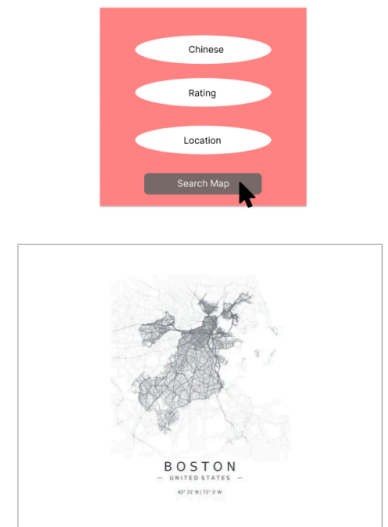 Chinese
Rating
Location
Search Map
BOSTON
— UNITED STATES —